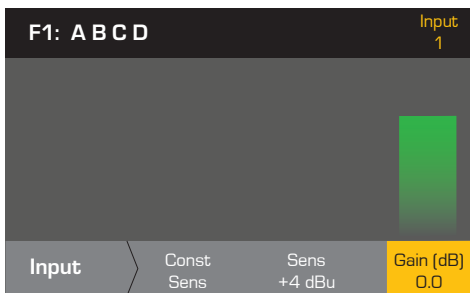 F1: A B C D
Input
1
Input
Const
Sens
Sens
+4 dBu
Gain (dB)
0.0